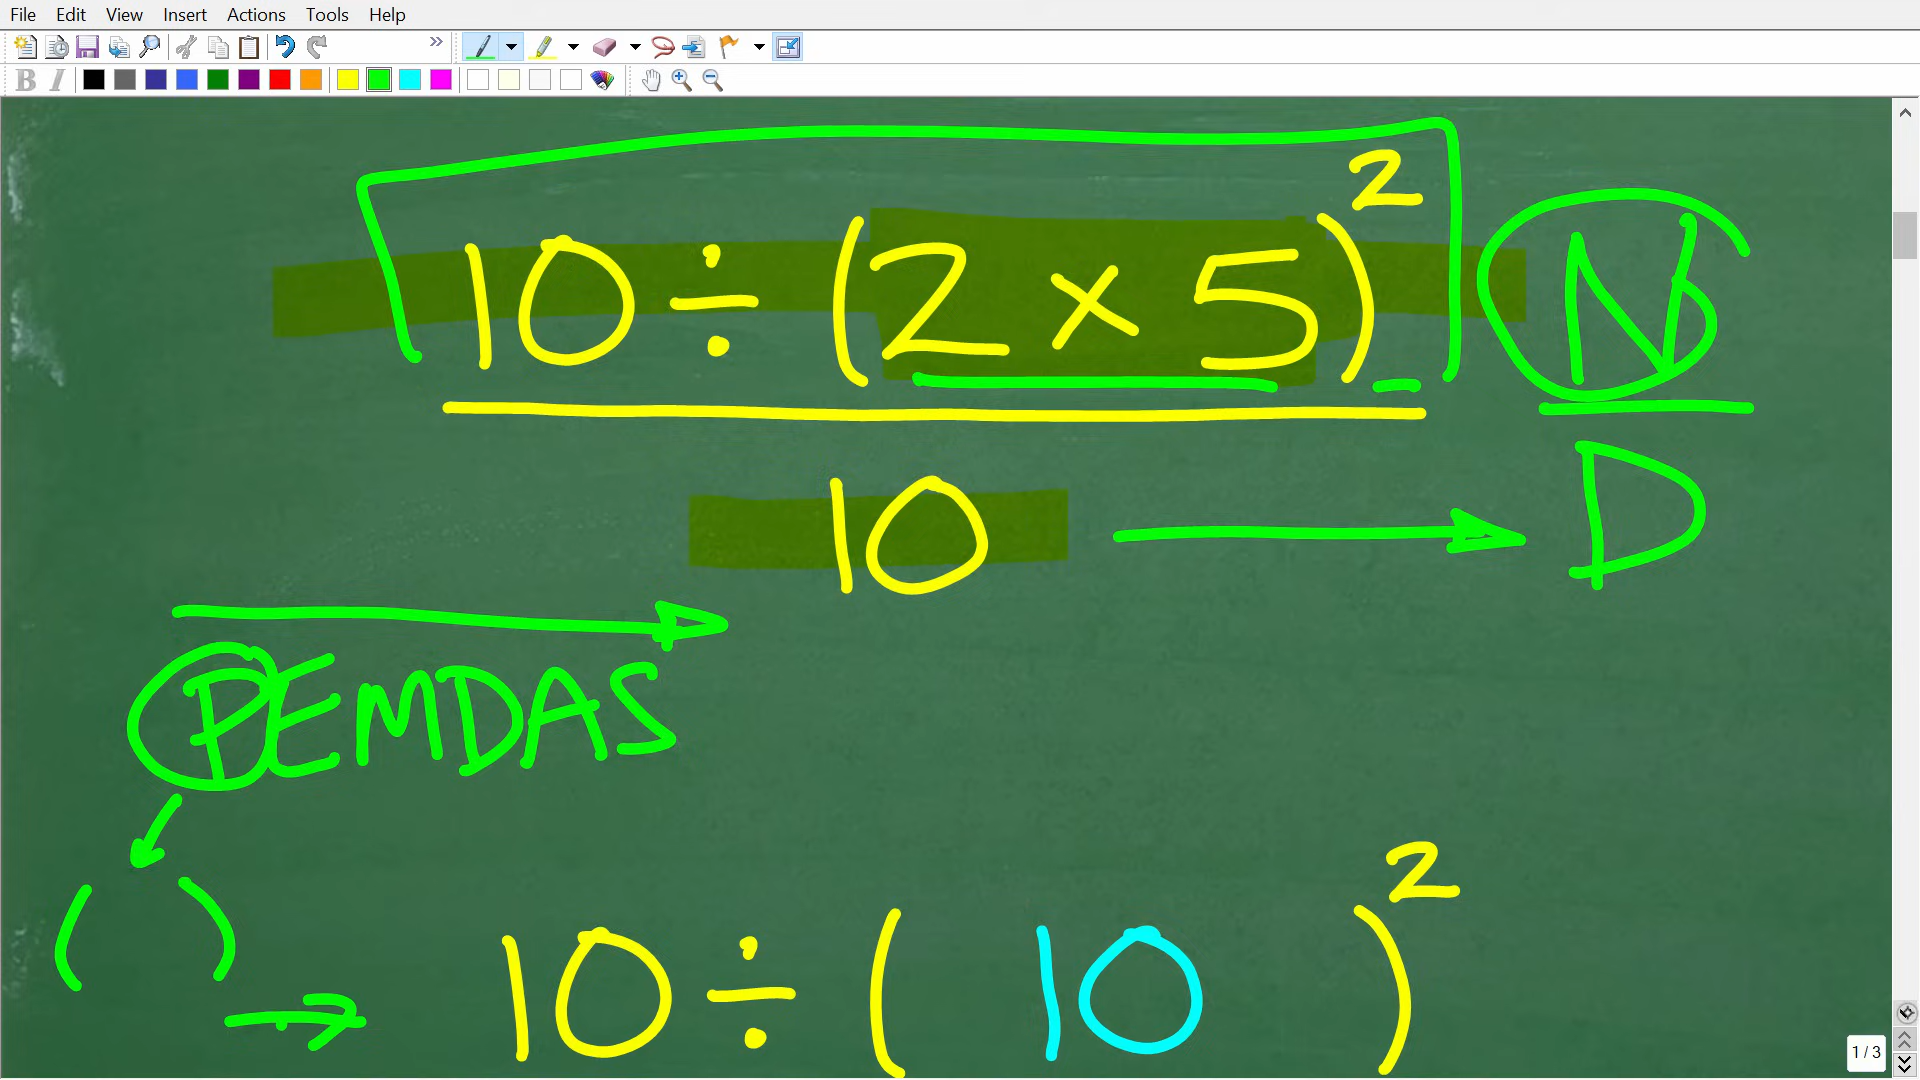 File Edit View Insert Actions Tools Help
B I
10 ÷ (2 × 5)² N
10 → D
PEMDAS
( ) → 10 ÷ ( 10 )²
1 / 3